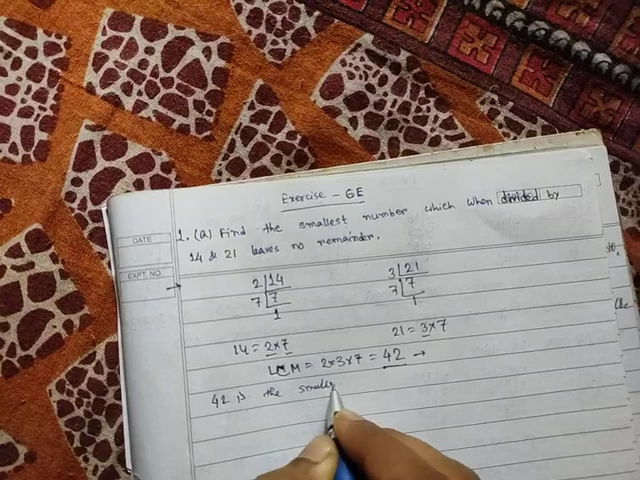 Exercise - 6E
DATE
EXPT. NO.
1. (a) Find the smallest number which when divided by
14 & 21 leaves no remainder.
2 14
7 7
1
3 21
7 7
1
14 = 2×7
21 = 3×7
LCM = 2×3×7 = 42 →
42 is the smalle